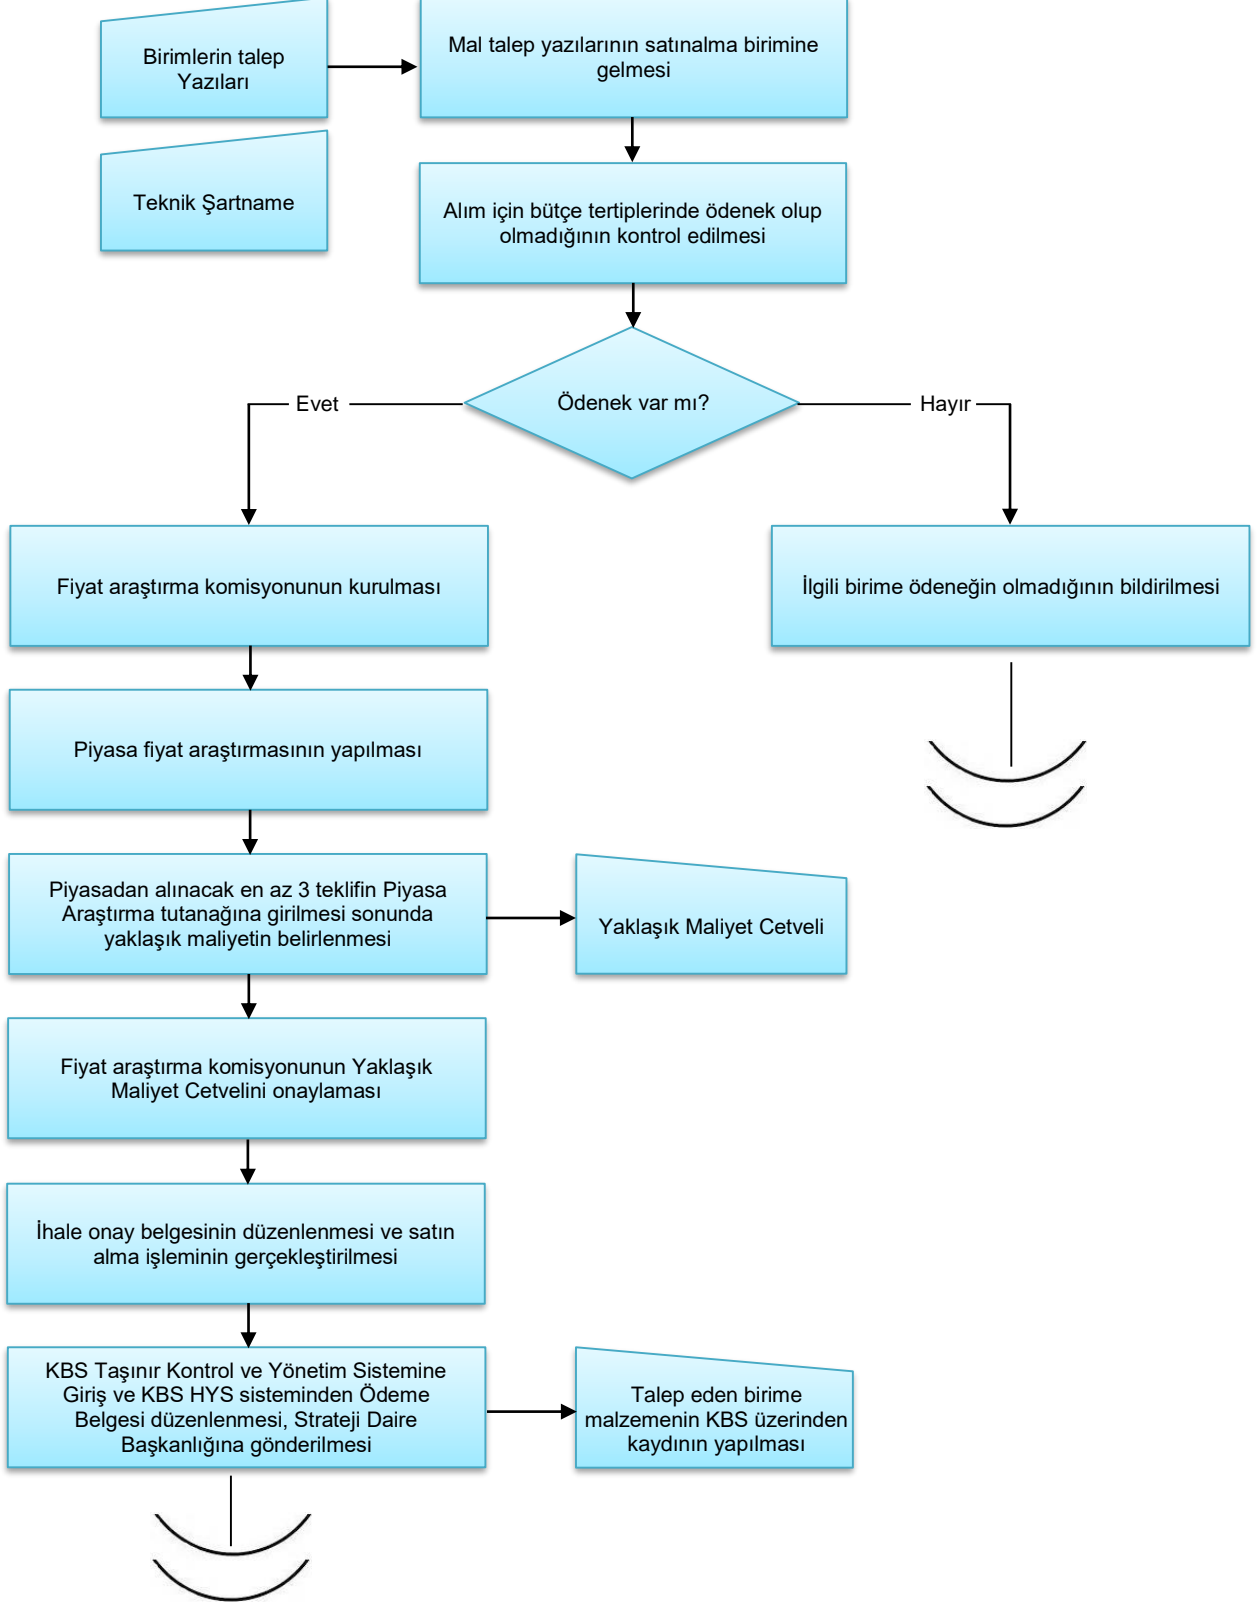 Birimlerin talep
Yazıları
Mal talep yazılarının satınalma birimine
gelmesi
Teknik Şartname
Alım için bütçe tertiplerinde ödenek olup
olmadığının kontrol edilmesi
Ödenek var mı?
Evet
Hayır
Fiyat araştırma komisyonunun kurulması
İlgili birime ödeneğin olmadığının bildirilmesi
Piyasa fiyat araştırmasının yapılması
Piyasadan alınacak en az 3 teklifin Piyasa
Araştırma tutanağına girilmesi sonunda
yaklaşık maliyetin belirlenmesi
Yaklaşık Maliyet Cetveli
Fiyat araştırma komisyonunun Yaklaşık
Maliyet Cetvelini onaylaması
İhale onay belgesinin düzenlenmesi ve satın
alma işleminin gerçekleştirilmesi
KBS Taşınır Kontrol ve Yönetim Sistemine
Giriş ve KBS HYS sisteminden Ödeme
Belgesi düzenlenmesi, Strateji Daire
Başkanlığına gönderilmesi
Talep eden birime
malzemenin KBS üzerinden
kaydının yapılması